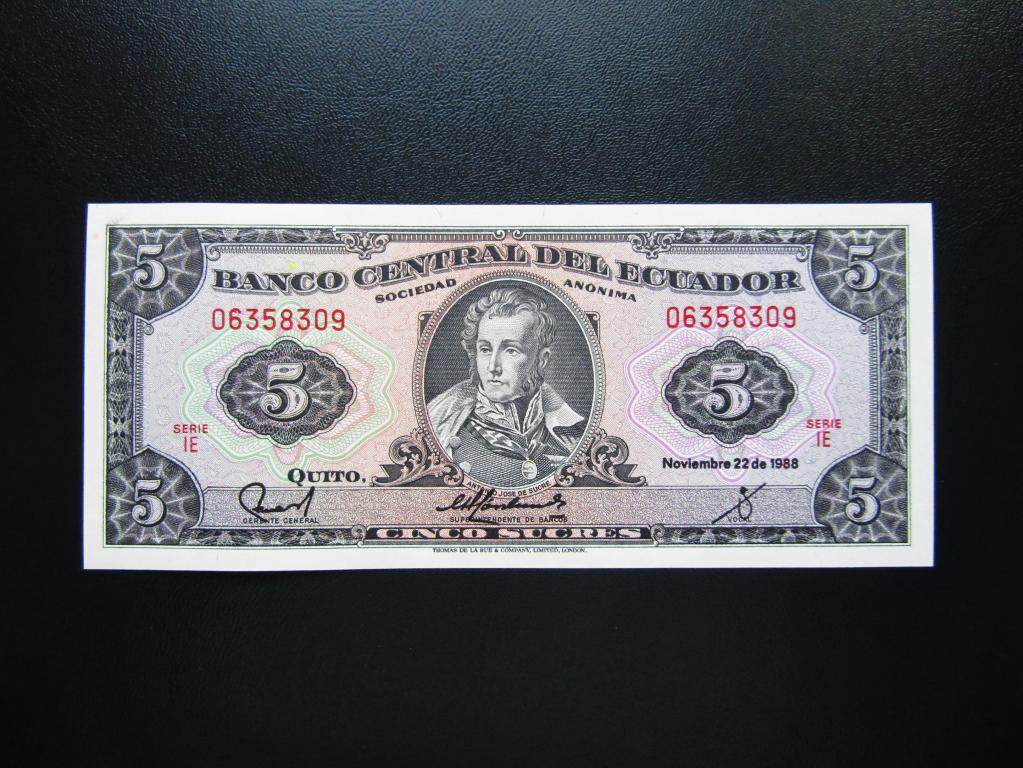 5 5
BANCO CENTRAL DEL ECUADOR
SOCIEDAD ANONIMA
06358309 06358309
5 5
SERIE IE SERIE IE
QUITO, Noviembre 22 de 1988
ANTONIO JOSE DE SUCRE
5 5
GERENTE GENERAL SUPERINTENDENTE DE BANCOS VOCAL
CINCO SUCRES
THOMAS DE LA RUE & COMPANY, LIMITED, LONDON.